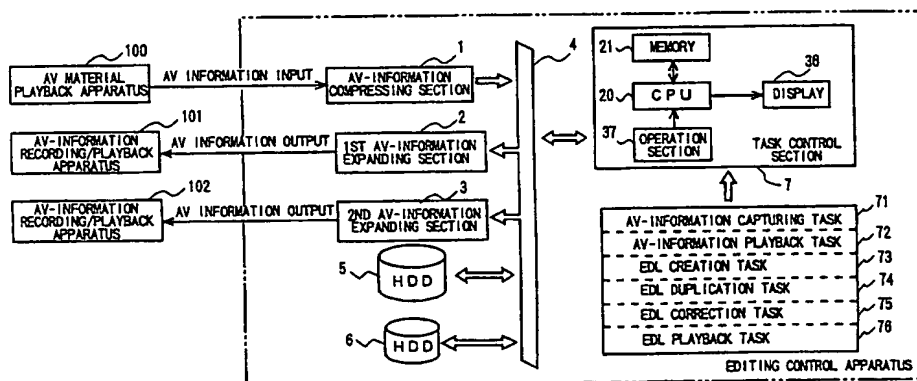 100
AV MATERIAL
PLAYBACK APPARATUS
AV INFORMATION INPUT
1
AV-INFORMATION
COMPRESSING SECTION
4
101
AV-INFORMATION
RECORDING/PLAYBACK
APPARATUS
AV INFORMATION OUTPUT
2
1ST AV-INFORMATION
EXPANDING SECTION
102
AV-INFORMATION
RECORDING/PLAYBACK
APPARATUS
AV INFORMATION OUTPUT
3
2ND AV-INFORMATION
EXPANDING SECTION
5
HDD
6
HDD
21
MEMORY
20
CPU
38
DISPLAY
37
OPERATION
SECTION
TASK CONTROL
SECTION
7
AV-INFORMATION CAPTURING TASK
71
AV-INFORMATION PLAYBACK TASK
72
EDL CREATION TASK
73
EDL DUPLICATION TASK
74
EDL CORRECTION TASK
75
EDL PLAYBACK TASK
76
EDITING CONTROL APPARATUS